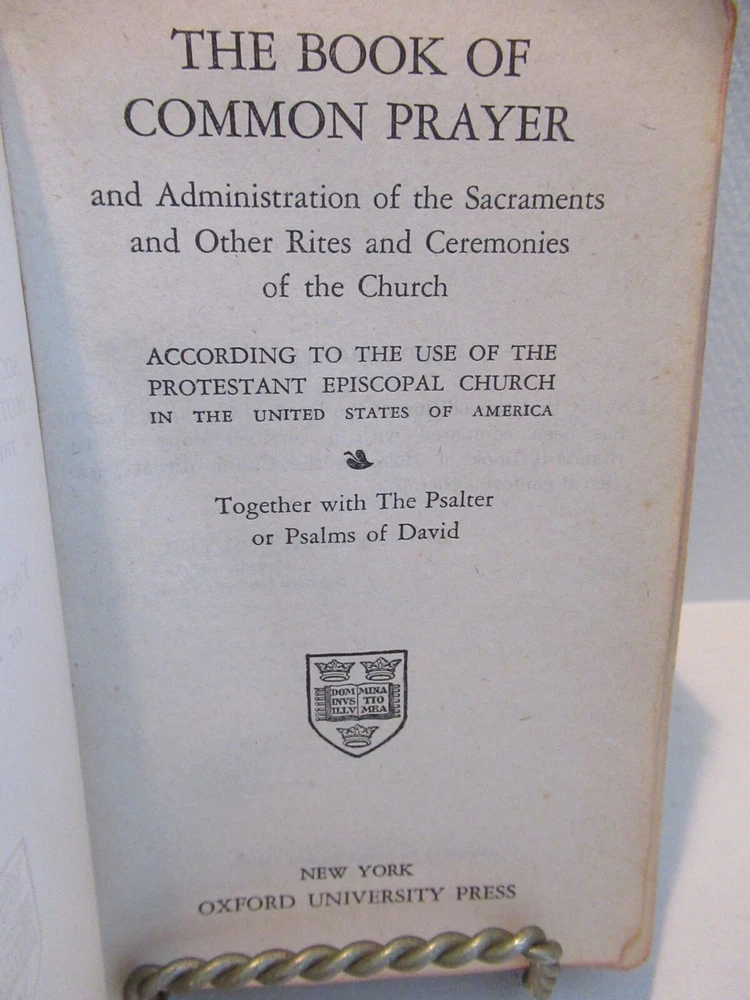 THE BOOK OF
COMMON PRAYER
and Administration of the Sacraments
and Other Rites and Ceremonies
of the Church
ACCORDING TO THE USE OF THE
PROTESTANT EPISCOPAL CHURCH
IN THE UNITED STATES OF AMERICA
Together with The Psalter
or Psalms of David
DOM MINA
INVS TIO
ILLV MEA
NEW YORK
OXFORD UNIVERSITY PRESS